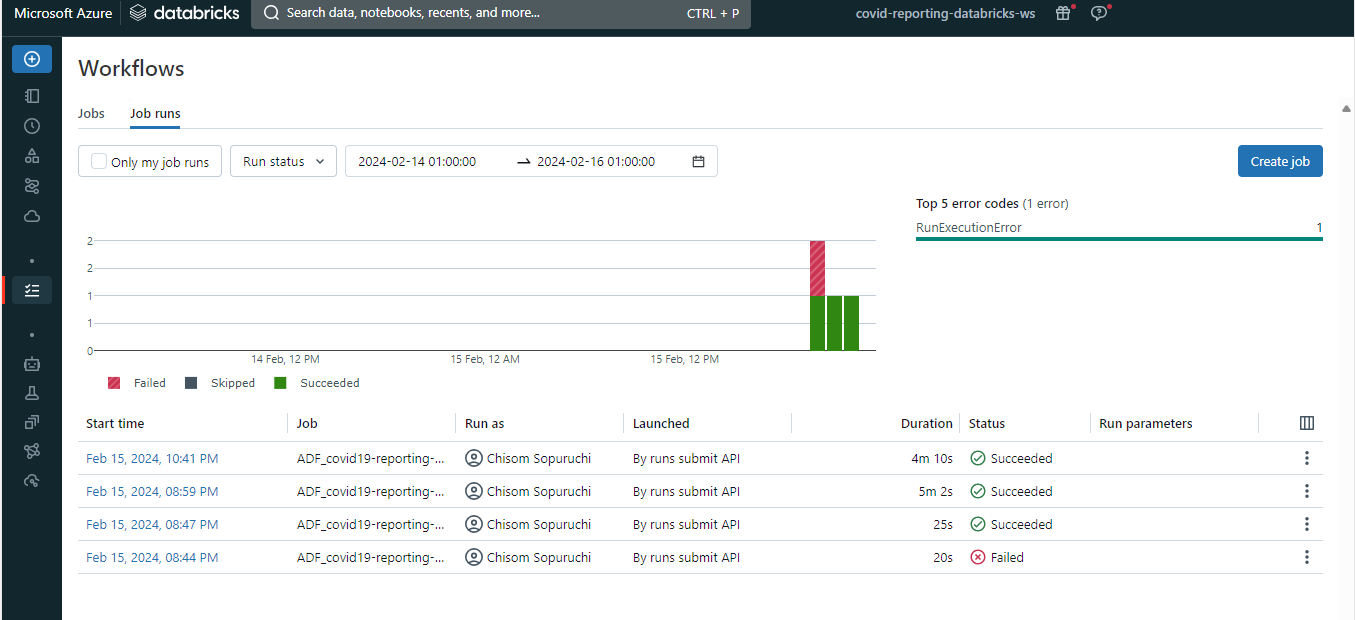 Microsoft Azure databricks Search data, notebooks, recents, and more... CTRL + P covid-reporting-databricks-ws
Workflows
Jobs Job runs
Only my job runs Run status 2024-02-14 01:00:00 → 2024-02-16 01:00:00 Create job
Top 5 error codes (1 error)
RunExecutionError 1
2
2
1
1
0
14 Feb, 12 PM 15 Feb, 12 AM 15 Feb, 12 PM
Failed Skipped Succeeded
Start time Job Run as Launched Duration Status Run parameters
Feb 15, 2024, 10:41 PM ADF_covid19-reporting-... Chisom Sopuruchi By runs submit API 4m 10s Succeeded
Feb 15, 2024, 08:59 PM ADF_covid19-reporting-... Chisom Sopuruchi By runs submit API 5m 2s Succeeded
Feb 15, 2024, 08:47 PM ADF_covid19-reporting-... Chisom Sopuruchi By runs submit API 25s Succeeded
Feb 15, 2024, 08:44 PM ADF_covid19-reporting-... Chisom Sopuruchi By runs submit API 20s Failed